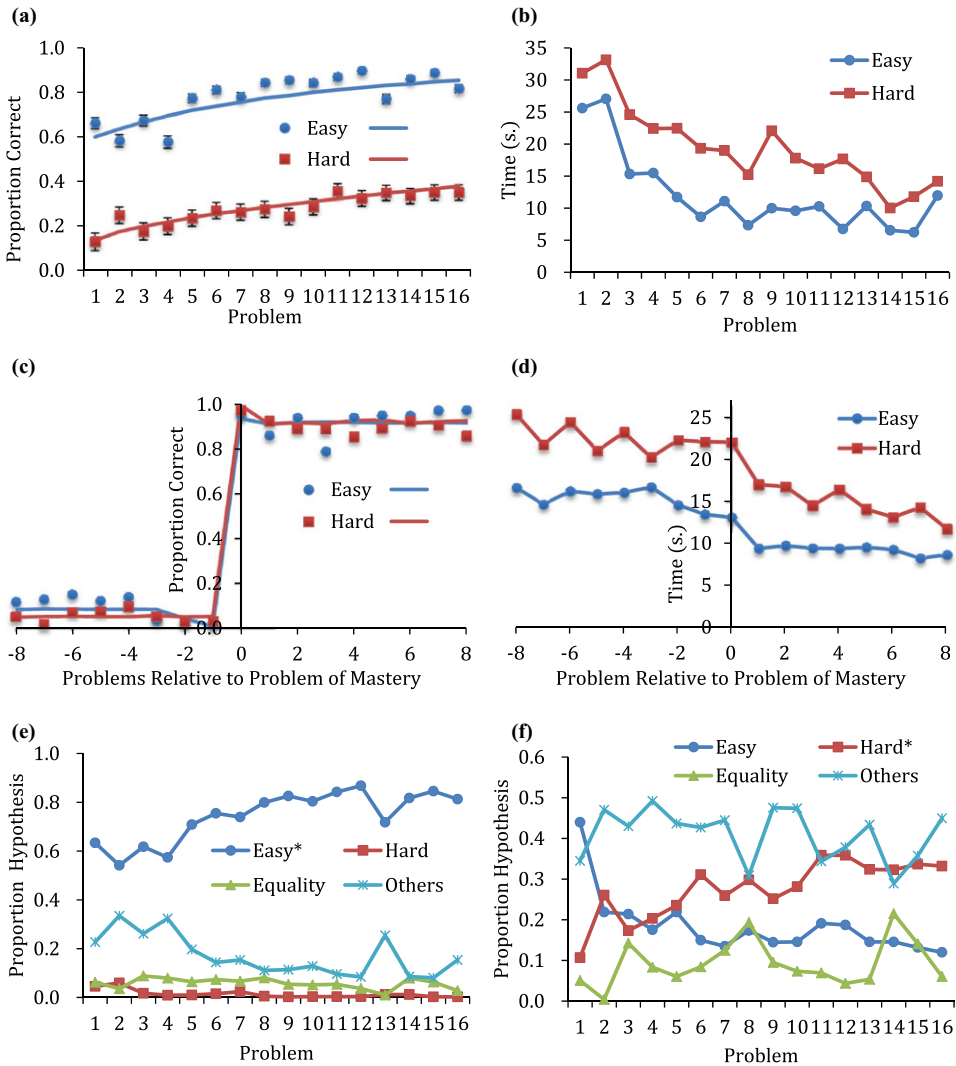 (a)
1.0
0.8
0.6
0.4
0.2
0.0
Proportion Correct
Easy
Hard
1 2 3 4 5 6 7 8 9 10 11 12 13 14 15 16
Problem
(b)
35
30
25
20
15
10
5
0
Time (s.)
Easy
Hard
1 2 3 4 5 6 7 8 9 10 11 12 13 14 15 16
Problem
(c)
1.0
0.8
0.6
0.4
0.2
0.0
Proportion Correct
Easy
Hard
-8 -6 -4 -2 0 2 4 6 8
Problems Relative to Problem of Mastery
(d)
25
20
15
10
5
0
Time (s.)
Easy
Hard
-8 -6 -4 -2 0 2 4 6 8
Problem Relative to Problem of Mastery
(e)
1.0
0.8
0.6
0.4
0.2
0.0
Proportion Hypothesis
Easy* Hard
Equality Others
1 2 3 4 5 6 7 8 9 10 11 12 13 14 15 16
Problem
(f)
0.6
0.5
0.4
0.3
0.2
0.1
0.0
Proportion Hypothesis
Easy Hard*
Equality Others
1 2 3 4 5 6 7 8 9 10 11 12 13 14 15 16
Problem